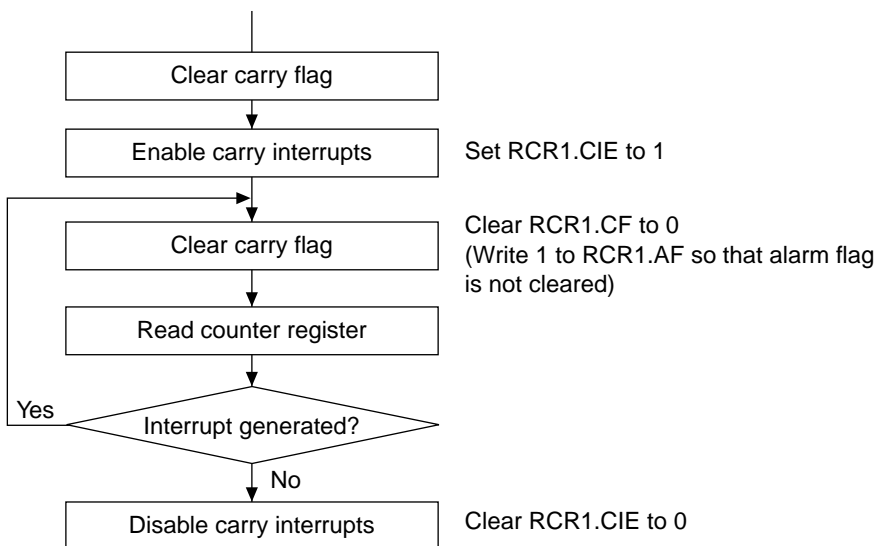 Clear carry flag
Enable carry interrupts
Set RCR1.CIE to 1
Clear carry flag
Clear RCR1.CF to 0
(Write 1 to RCR1.AF so that alarm flag
is not cleared)
Read counter register
Yes
Interrupt generated?
No
Disable carry interrupts
Clear RCR1.CIE to 0